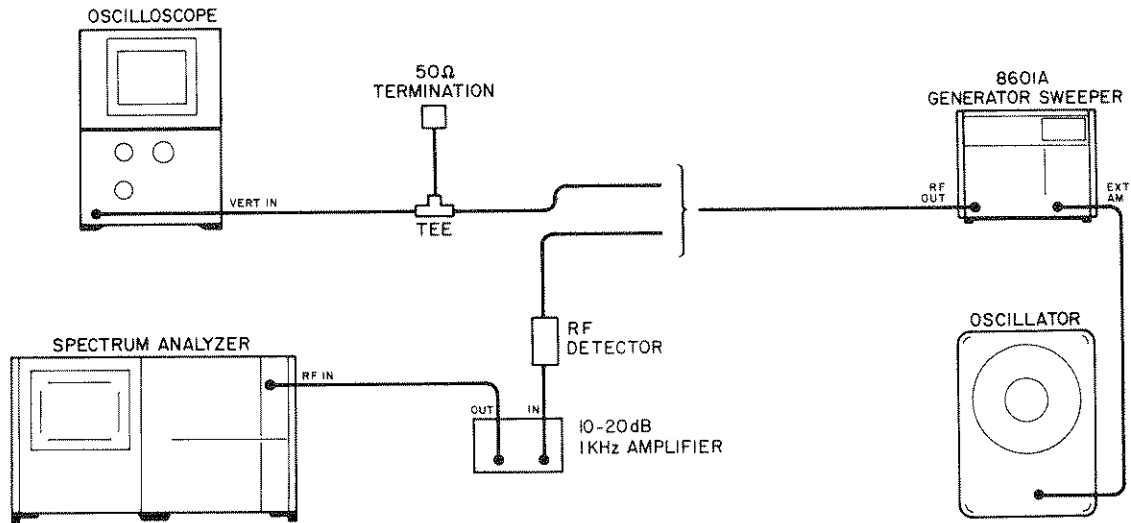 OSCILLOSCOPE
50Ω
TERMINATION
8601A
GENERATOR SWEEPER
VERT IN
TEE
RF
OUT
EXT
AM
RF
DETECTOR
OSCILLATOR
SPECTRUM ANALYZER
RF IN
OUT
IN
10-20dB
1KHz AMPLIFIER